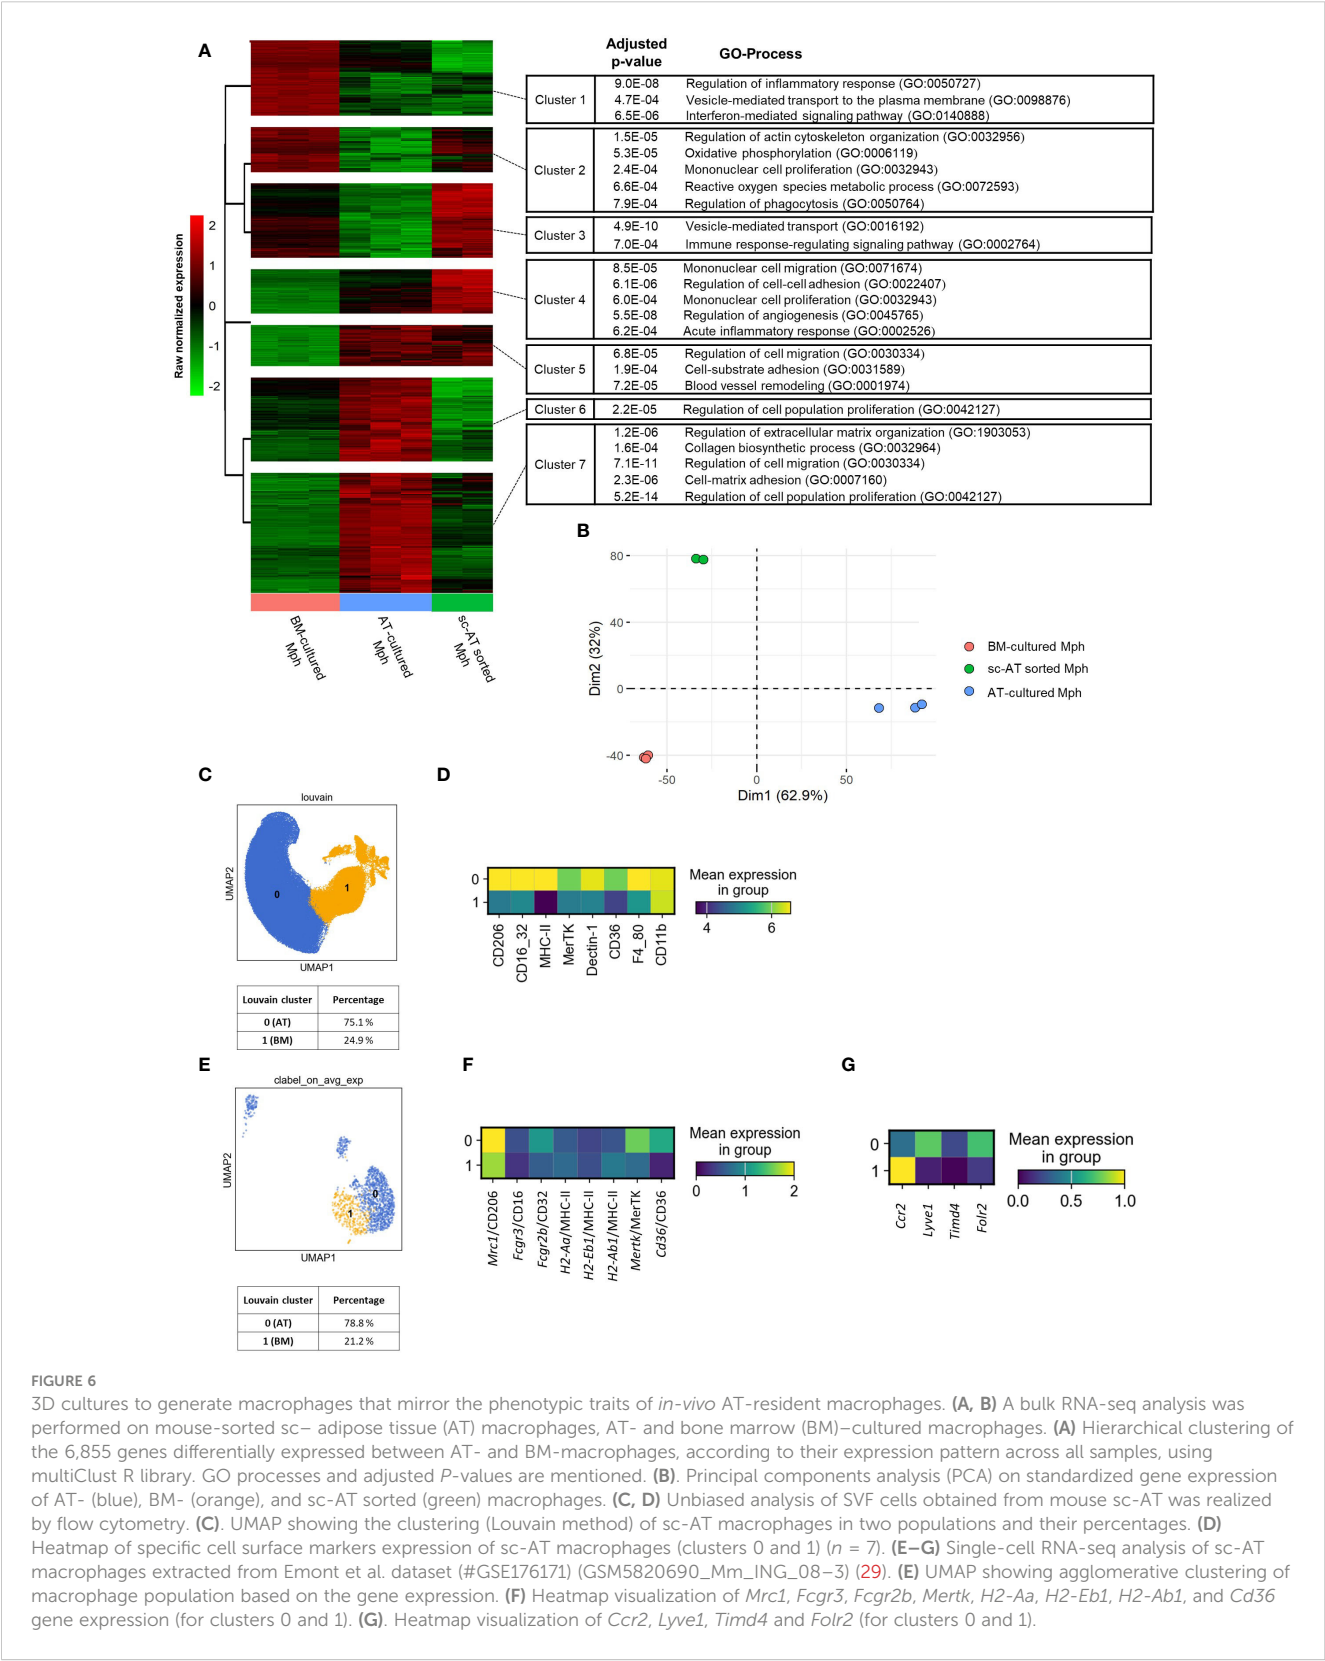 A
Adjusted
p-value
GO-Process
Cluster 1
9.0E-08 Regulation of inflammatory response (GO:0050727)
4.7E-04 Vesicle-mediated transport to the plasma membrane (GO:0098876)
6.5E-06 Interferon-mediated signaling pathway (GO:0140888)
Cluster 2
1.5E-05 Regulation of actin cytoskeleton organization (GO:0032956)
5.3E-05 Oxidative phosphorylation (GO:0006119)
2.4E-04 Mononuclear cell proliferation (GO:0032943)
6.6E-04 Reactive oxygen species metabolic process (GO:0072593)
7.9E-04 Regulation of phagocytosis (GO:0050764)
Cluster 3
4.9E-10 Vesicle-mediated transport (GO:0016192)
7.0E-04 Immune response-regulating signaling pathway (GO:0002764)
Cluster 4
8.5E-05 Mononuclear cell migration (GO:0071674)
6.1E-06 Regulation of cell-cell adhesion (GO:0022407)
6.0E-04 Mononuclear cell proliferation (GO:0032943)
5.5E-08 Regulation of angiogenesis (GO:0045765)
6.2E-04 Acute inflammatory response (GO:0002526)
Cluster 5
6.8E-05 Regulation of cell migration (GO:0030334)
1.9E-04 Cell-substrate adhesion (GO:0031589)
7.2E-05 Blood vessel remodeling (GO:0001974)
Cluster 6
2.2E-05 Regulation of cell population proliferation (GO:0042127)
Cluster 7
1.2E-06 Regulation of extracellular matrix organization (GO:1903053)
1.6E-04 Collagen biosynthetic process (GO:0032964)
7.1E-11 Regulation of cell migration (GO:0030334)
2.3E-06 Cell-matrix adhesion (GO:0007160)
5.2E-14 Regulation of cell population proliferation (GO:0042127)
Raw normalized expression
2
1
0
-1
-2
BM-cultured
Mph
AT-cultured
Mph
sc-AT sorted
Mph
B
80
40
0
-40
Dim2 (32%)
-50
0
50
Dim1 (62.9%)
BM-cultured Mph
sc-AT sorted Mph
AT-cultured Mph
C
louvain
0
1
UMAP2
UMAP1
Louvain cluster Percentage
0 (AT) 75.1 %
1 (BM) 24.9 %
D
0
1
CD206
CD16_32
MHC-II
MerTK
Dectin-1
CD36
F4_80
CD11b
Mean expression
in group
4 6
E
clabel_on_avg_exp
0
1
UMAP2
UMAP1
Louvain cluster Percentage
0 (AT) 78.8 %
1 (BM) 21.2 %
F
0
1
Mrc1/CD206
Fcgr3/CD16
Fcgr2b/CD32
H2-Aa/MHC-II
H2-Eb1/MHC-II
H2-Ab1/MHC-II
Mertk/MerTK
Cd36/CD36
Mean expression
in group
0 1 2
G
0
1
Ccr2
Lyve1
Timd4
Folr2
Mean expression
in group
0.0 0.5 1.0
FIGURE 6
3D cultures to generate macrophages that mirror the phenotypic traits of in-vivo AT-resident macrophages. (A, B) A bulk RNA-seq analysis was
performed on mouse-sorted sc– adipose tissue (AT) macrophages, AT- and bone marrow (BM)–cultured macrophages. (A) Hierarchical clustering of
the 6,855 genes differentially expressed between AT- and BM-macrophages, according to their expression pattern across all samples, using
multiClust R library. GO processes and adjusted P-values are mentioned. (B). Principal components analysis (PCA) on standardized gene expression
of AT- (blue), BM- (orange), and sc-AT sorted (green) macrophages. (C, D) Unbiased analysis of SVF cells obtained from mouse sc-AT was realized
by flow cytometry. (C). UMAP showing the clustering (Louvain method) of sc-AT macrophages in two populations and their percentages. (D)
Heatmap of specific cell surface markers expression of sc-AT macrophages (clusters 0 and 1) (n = 7). (E–G) Single-cell RNA-seq analysis of sc-AT
macrophages extracted from Emont et al. dataset (#GSE176171) (GSM5820690_Mm_ING_08–3) (29). (E) UMAP showing agglomerative clustering of
macrophage population based on the gene expression. (F) Heatmap visualization of Mrc1, Fcgr3, Fcgr2b, Mertk, H2-Aa, H2-Eb1, H2-Ab1, and Cd36
gene expression (for clusters 0 and 1). (G). Heatmap visualization of Ccr2, Lyve1, Timd4 and Folr2 (for clusters 0 and 1).